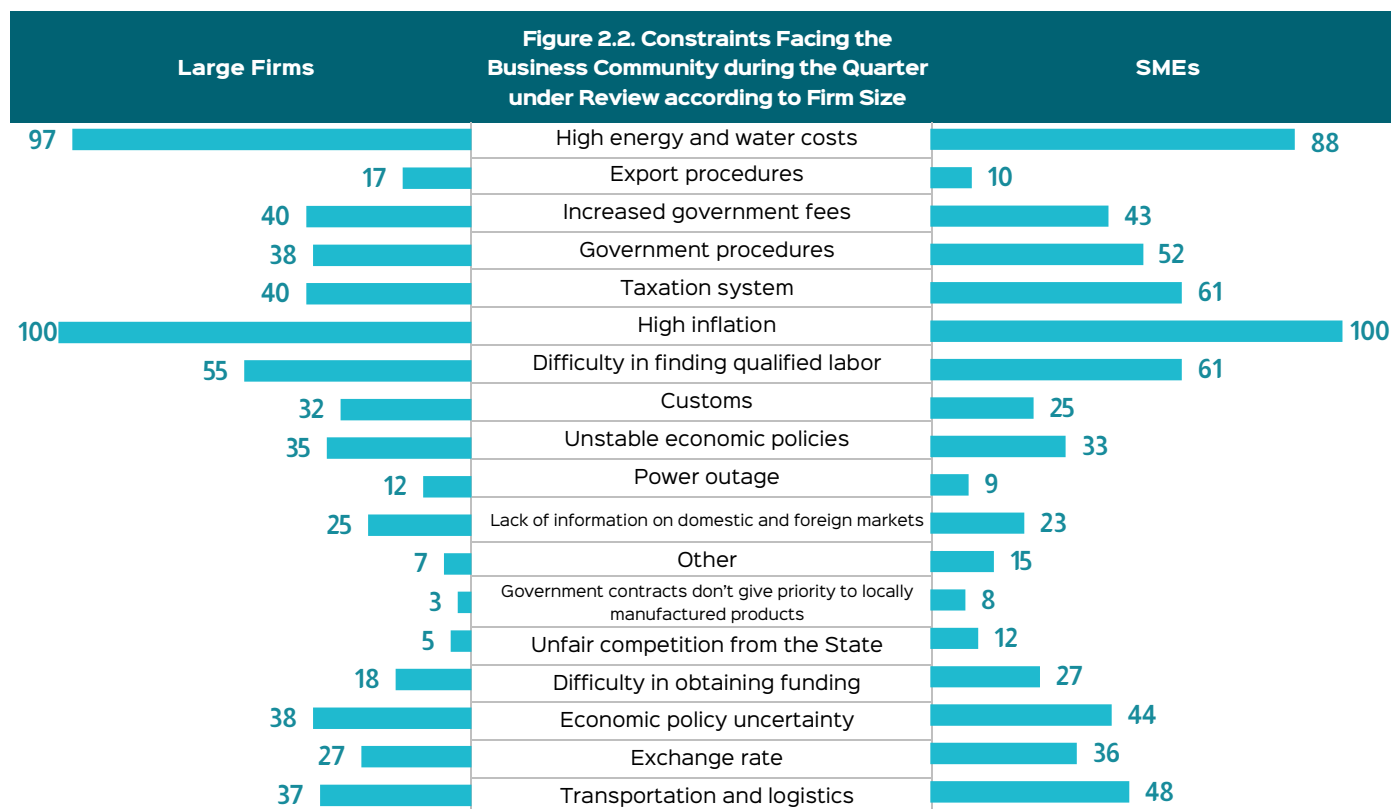 Large Firms
Figure 2.2. Constraints Facing the
Business Community during the Quarter
under Review according to Firm Size
SMEs
97 High energy and water costs 88
17 Export procedures 10
40 Increased government fees 43
38 Government procedures 52
40 Taxation system 61
100 High inflation 100
55 Difficulty in finding qualified labor 61
32 Customs 25
35 Unstable economic policies 33
12 Power outage 9
25 Lack of information on domestic and foreign markets 23
7 Other 15
3 Government contracts don’t give priority to locally
manufactured products 8
5 Unfair competition from the State 12
18 Difficulty in obtaining funding 27
38 Economic policy uncertainty 44
27 Exchange rate 36
37 Transportation and logistics 48